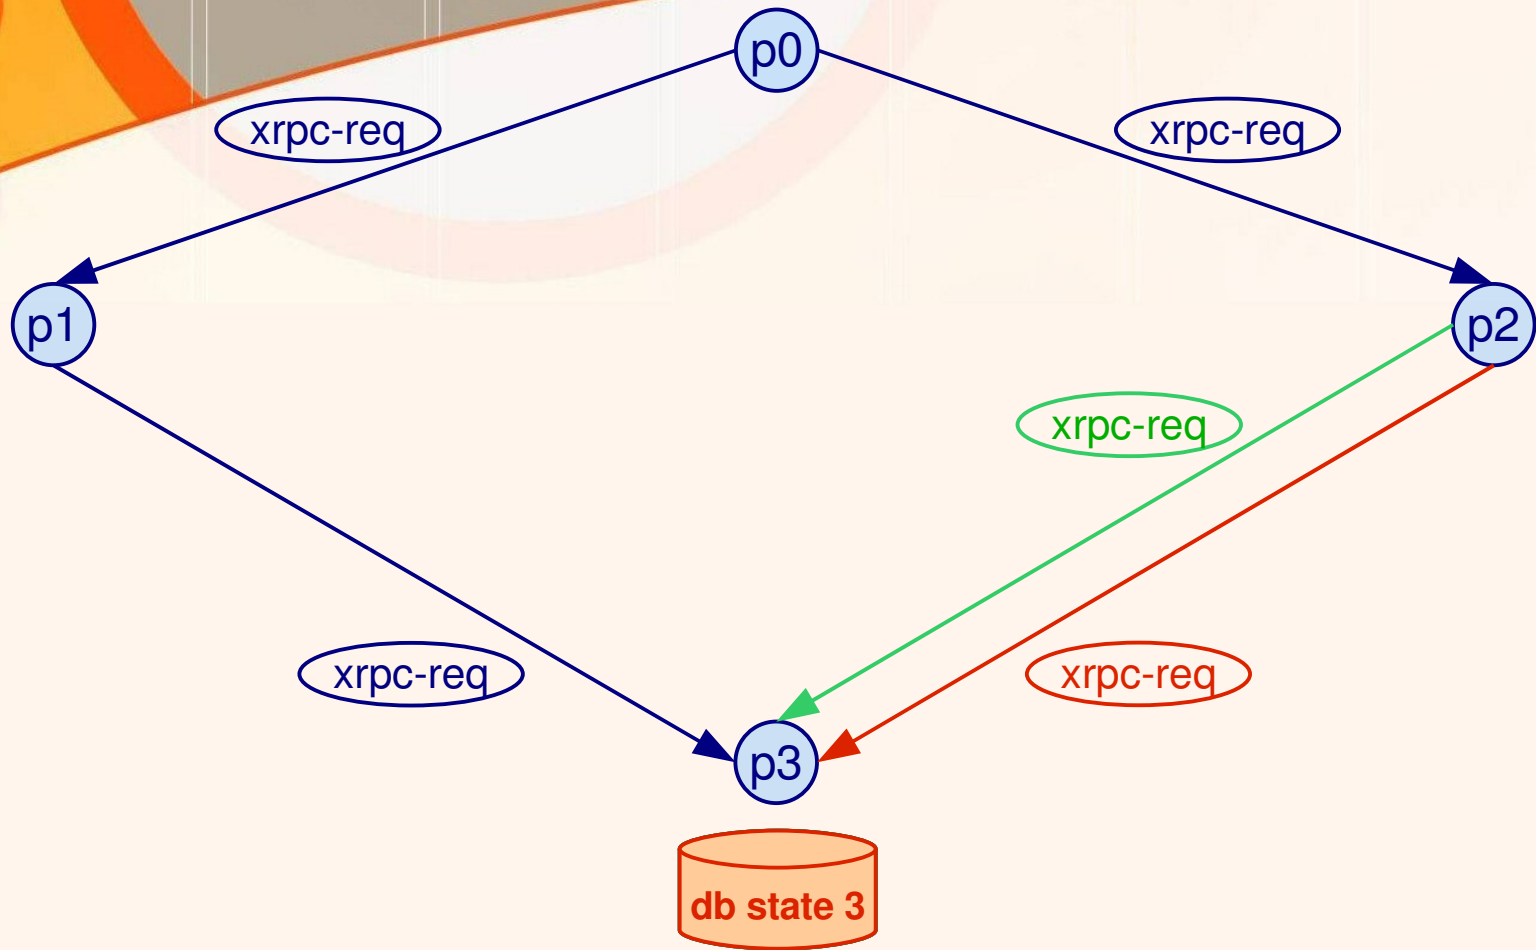 p0
xrpc-req
xrpc-req
p1
p2
xrpc-req
xrpc-req
xrpc-req
p3
db state 3